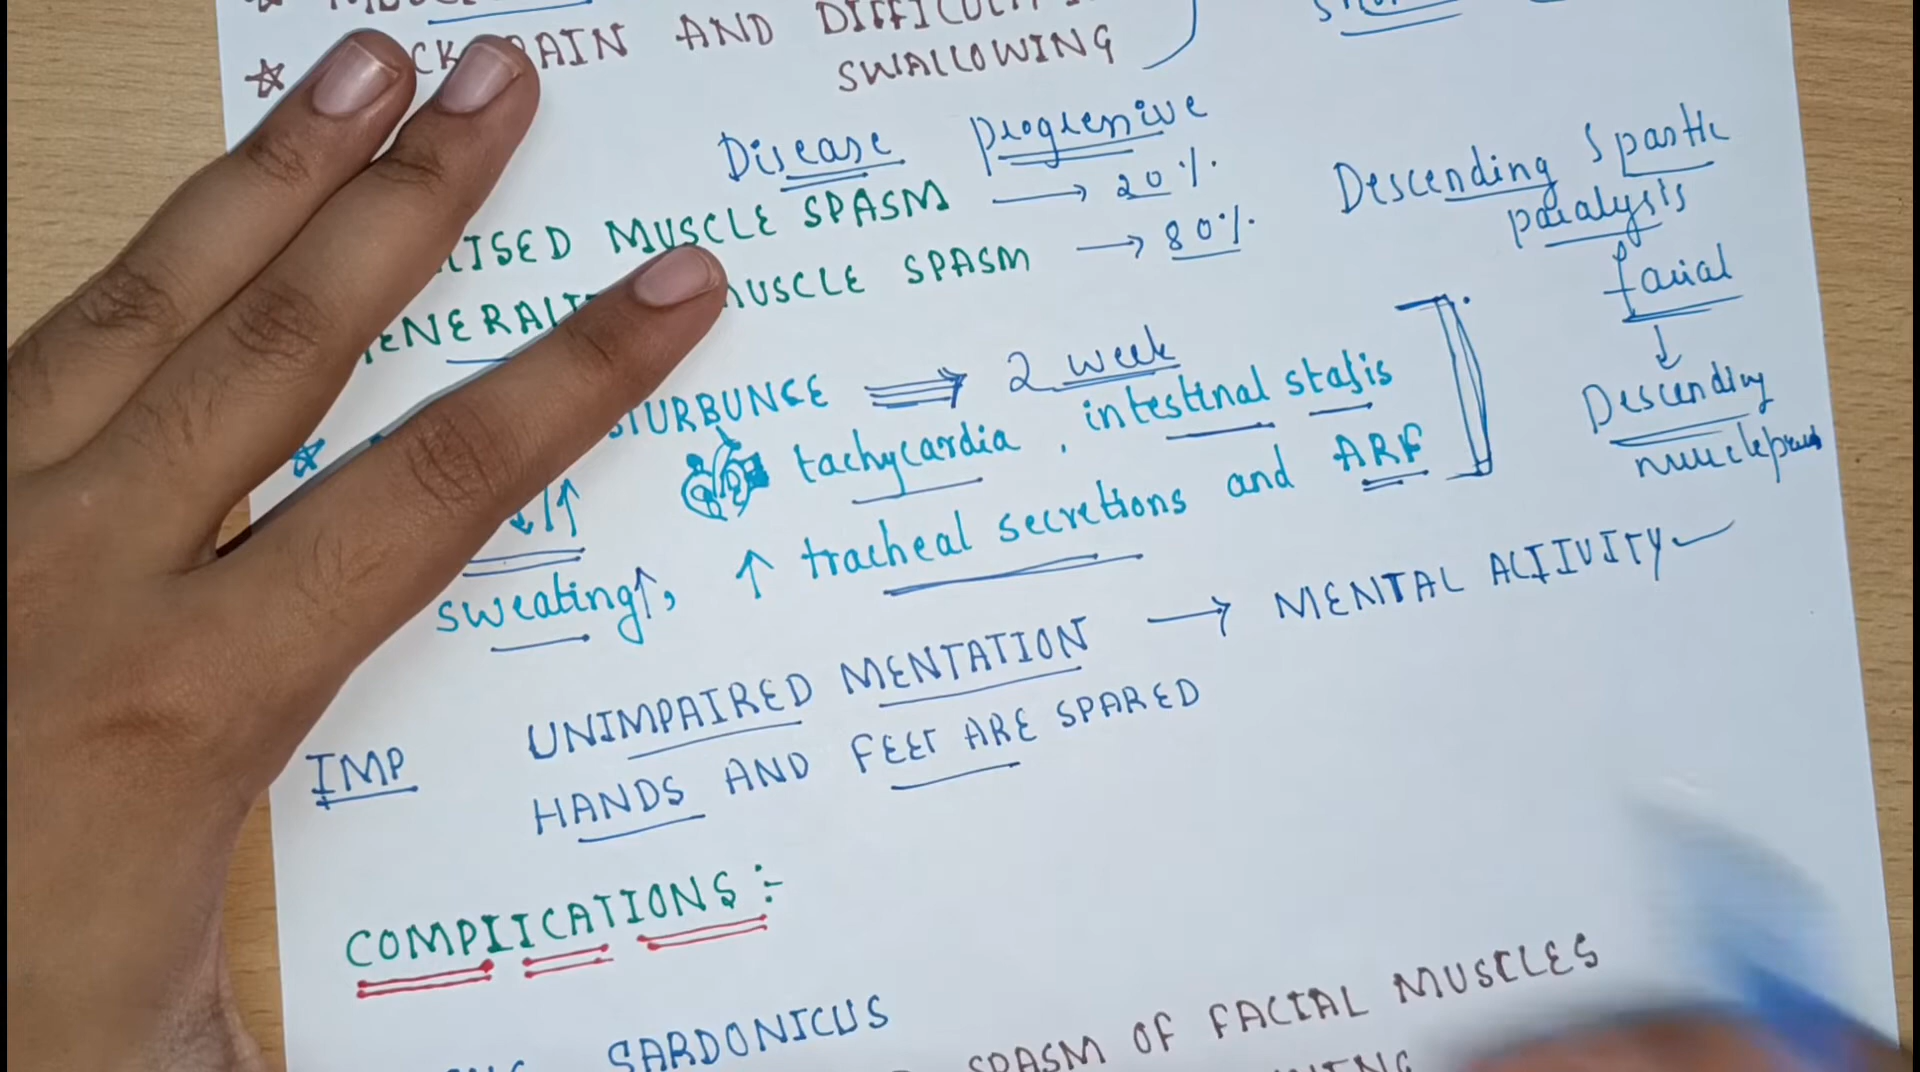 PAIN AND DIFFICULT
SWALLOWING
Disease progressive
MUSCLE SPASM → 20%.
MUSCLE SPASM → 80%.
Descending spastic
paralysis
facial
↓
Descending
2 week
tachycardia, intestinal stasis
↓/↑
sweating↑, ↑ tracheal secretions and ARF
IMP
UNIMPAIRED MENTATION → MENTAL ACTIVITY
HANDS AND FEET ARE SPARED
COMPIICATIONS :-
SARDONICUS
SPASM OF FACIAL MUSCLES